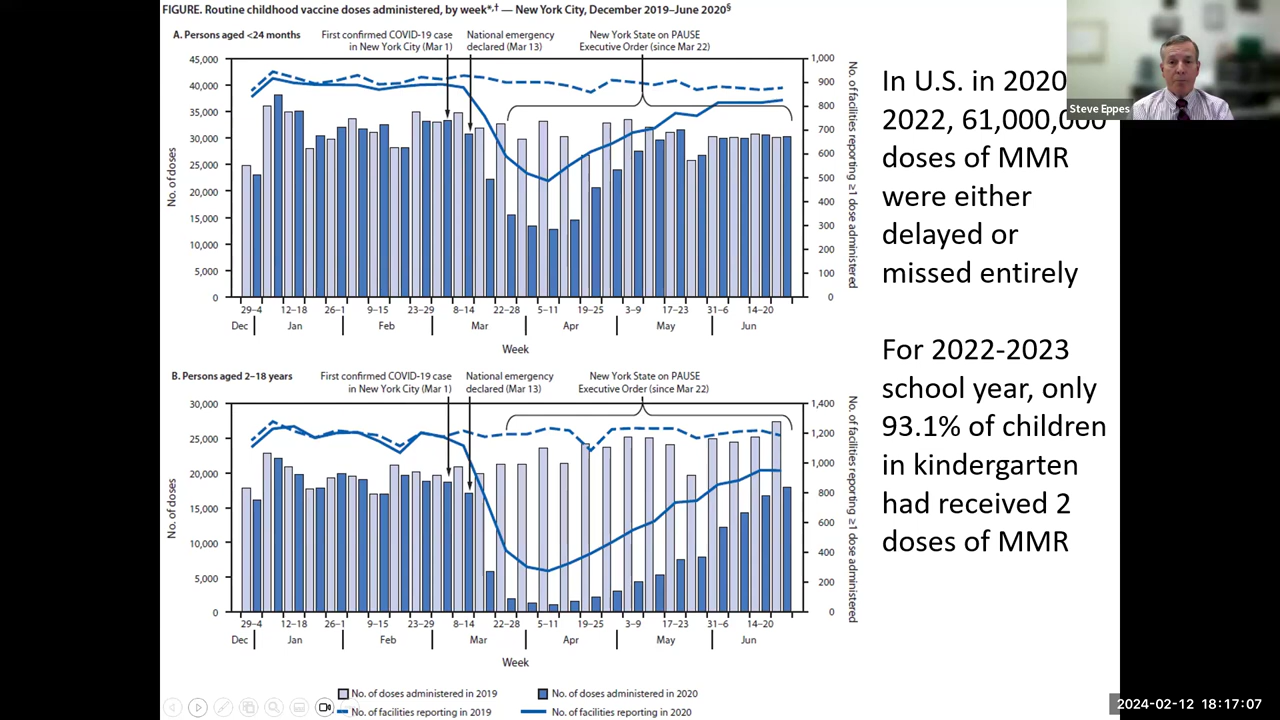 FIGURE. Routine childhood vaccine doses administered, by week*,† — New York City, December 2019–June 2020§
A. Persons aged <24 months
First confirmed COVID-19 case
in New York City (Mar 1)
National emergency
declared (Mar 13)
New York State on PAUSE
Executive Order (since Mar 22)
No. of doses
45,000
40,000
35,000
30,000
25,000
20,000
15,000
10,000
5,000
0
1,000
900
800
700
600
500
400
300
200
100
0
No. of facilities reporting ≥1 dose administered
29–4 12–18 26–1 9–15 23–29 8–14 22–28 5–11 19–25 3–9 17–23 31–6 14–20
Dec Jan Feb Mar Apr May Jun
Week
B. Persons aged 2–18 years
First confirmed COVID-19 case
in New York City (Mar 1)
National emergency
declared (Mar 13)
New York State on PAUSE
Executive Order (since Mar 22)
No. of doses
30,000
25,000
20,000
15,000
10,000
5,000
0
1,400
1,200
1,000
800
600
400
200
0
No. of facilities reporting ≥1 dose administered
29–4 12–18 26–1 9–15 23–29 8–14 22–28 5–11 19–25 3–9 17–23 31–6 14–20
Dec Jan Feb Mar Apr May Jun
Week
No. of doses administered in 2019
No. of doses administered in 2020
No. of facilities reporting in 2019
No. of facilities reporting in 2020
In U.S. in 2020
2022, 61,000,000
doses of MMR
were either
delayed or
missed entirely
For 2022-2023
school year, only
93.1% of children
in kindergarten
had received 2
doses of MMR
Steve Eppes
2024-02-12 18:17:07